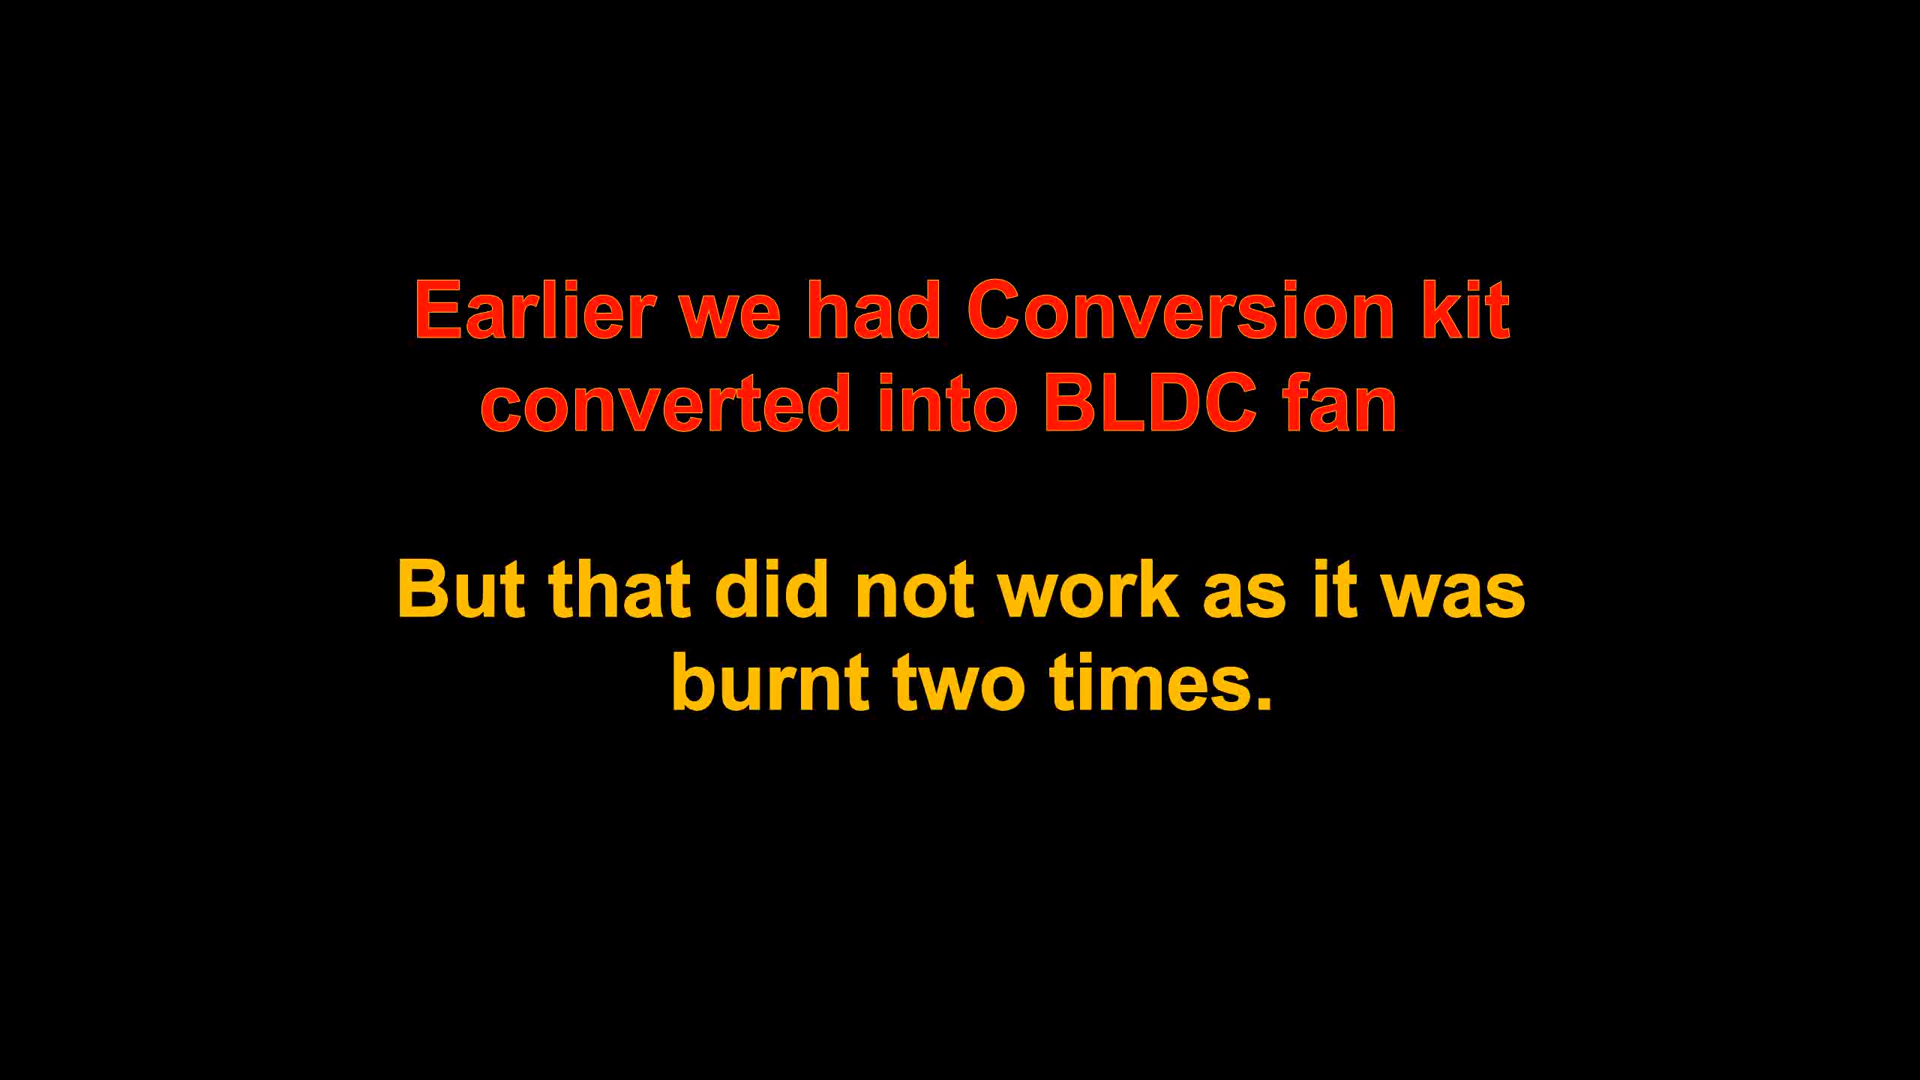 Earlier we had Conversion kit
converted into BLDC fan
But that did not work as it was
burnt two times.